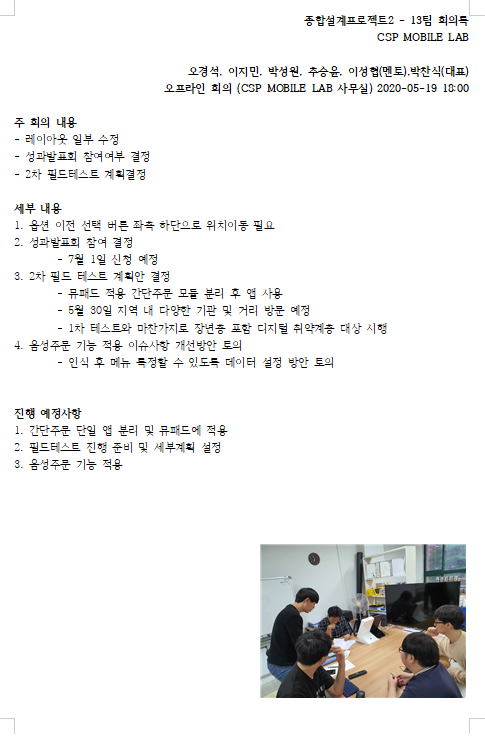 종합설계프로젝트2 - 13팀 회의록
CSP MOBILE LAB
오경석, 이지민, 박성원, 추승윤, 이성협(멘토),박찬식(대표)
오프라인 회의 (CSP MOBILE LAB 사무실) 2020-05-19 18:00
주 회의 내용
- 레이아웃 일부 수정
- 성과발표회 참여여부 결정
- 2차 필드테스트 계획결정
세부 내용
1. 옵션 이전 선택 버튼 좌측 하단으로 위치이동 필요
2. 성과발표회 참여 결정
- 7월 1일 신청 예정
3. 2차 필드 테스트 계획안 결정
- 뮤패드 적용 간단주문 모듈 분리 후 앱 사용
- 5월 30일 지역 내 다양한 기관 및 거리 방문 예정
- 1차 테스트와 마찬가지로 장년층 포함 디지털 취약계층 대상 시행
4. 음성주문 기능 적용 이슈사항 개선방안 토의
- 인식 후 메뉴 특정할 수 있도록 데이터 설정 방안 토의
진행 예정사항
1. 간단주문 단일 앱 분리 및 뮤패드에 적용
2. 필드테스트 진행 준비 및 세부계획 설정
3. 음성주문 기능 적용